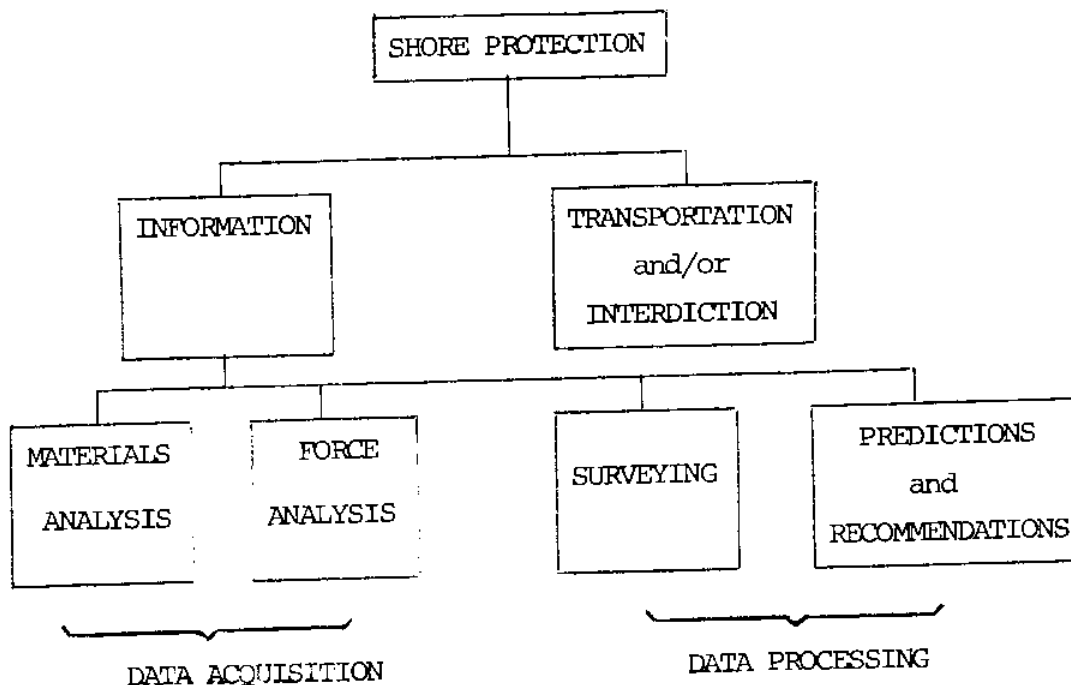 SHORE PROTECTION
INFORMATION
TRANSPORTATION
and/or
INTERDICTION
MATERIALS
ANALYSIS
FORCE
ANALYSIS
SURVEYING
PREDICTIONS
and
RECOMMENDATIONS
DATA ACQUISITION
DATA PROCESSING